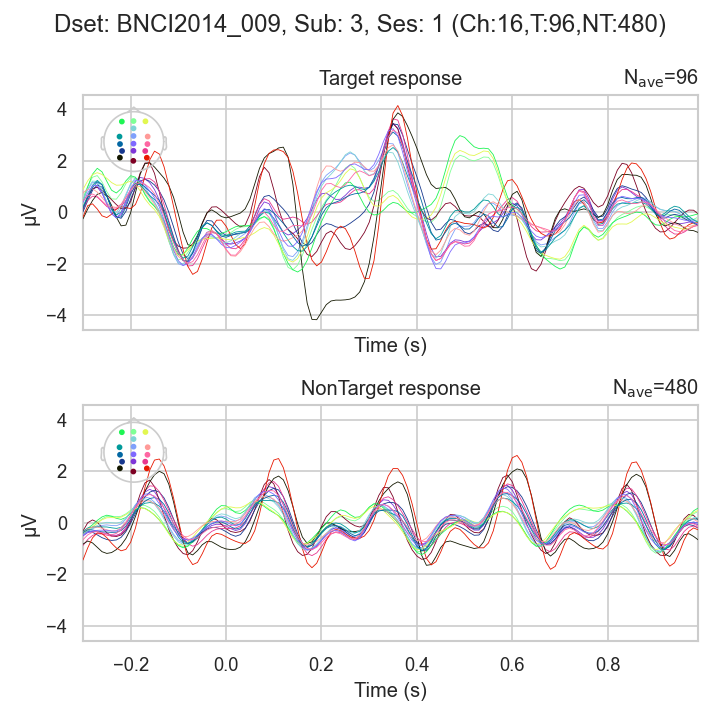 Dset: BNCI2014_009, Sub: 3, Ses: 1 (Ch:16,T:96,NT:480)
Target response
Nave=96
4
2
0
−2
−4
µV
Time (s)
NonTarget response
Nave=480
4
2
0
−2
−4
µV
−0.2 0.0 0.2 0.4 0.6 0.8
Time (s)